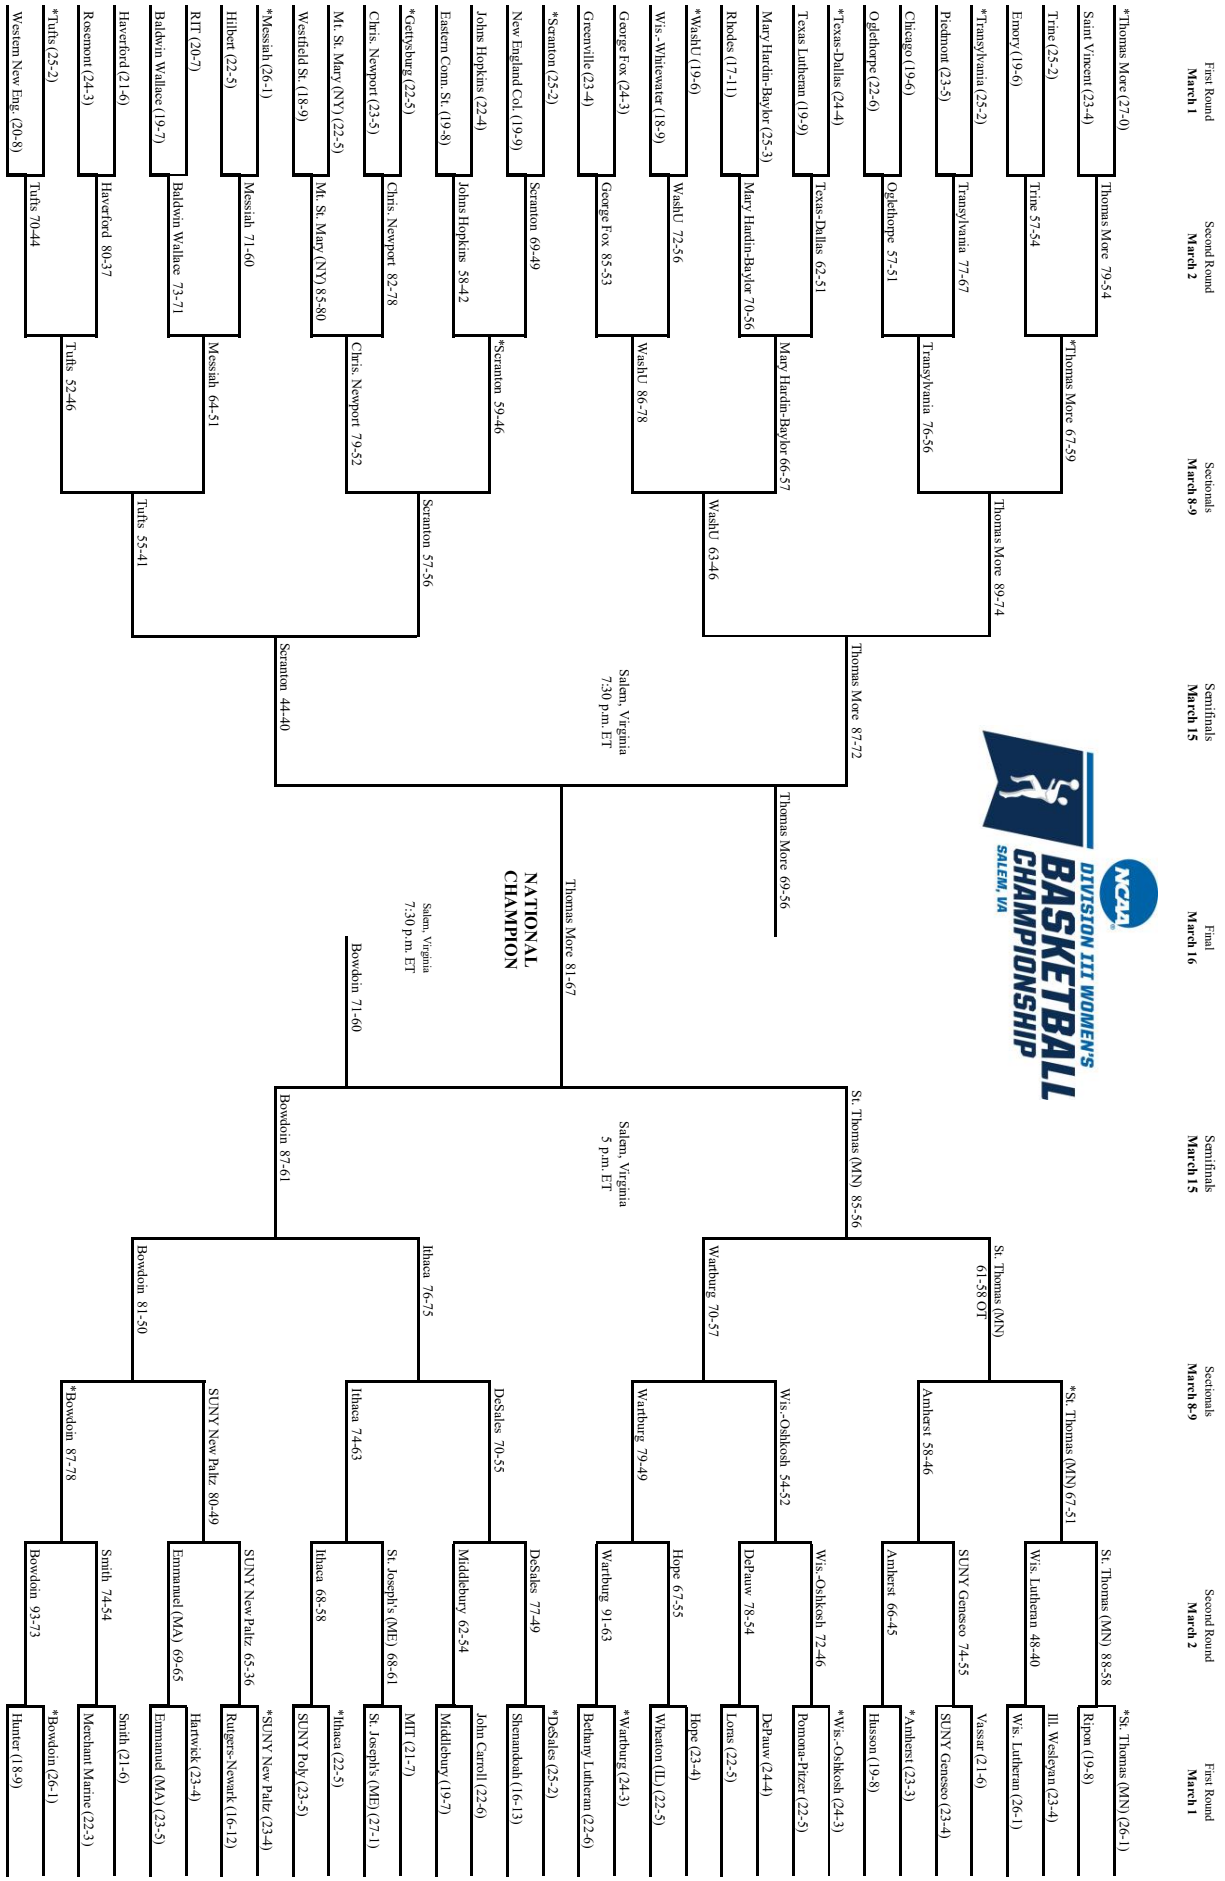 First Round
March 1
Second Round
March 2
Sectionals
March 8-9
Semifinals
March 15
Final
March 16
Semifinals
March 15
Sectionals
March 8-9
Second Round
March 2
First Round
March 1
*Thomas More (27-0)
Saint Vincent (23-4)
Trine (25-2)
Emory (19-6)
*Transylvania (25-2)
Piedmont (23-5)
Chicago (19-6)
Oglethorpe (22-6)
*Texas-Dallas (24-4)
Texas Lutheran (19-9)
Mary Hardin-Baylor (25-3)
Rhodes (17-11)
*WashU (19-6)
Wis.-Whitewater (18-9)
George Fox (24-3)
Greenville (23-4)
*Scranton (25-2)
New England Col. (19-9)
Johns Hopkins (22-4)
Eastern Conn. St. (19-8)
*Gettysburg (22-5)
Chris. Newport (23-5)
Mt. St. Mary (NY) (22-5)
Westfield St. (18-9)
*Messiah (26-1)
Hilbert (22-5)
RIT (20-7)
Baldwin Wallace (19-7)
Haverford (21-6)
Rosemont (24-3)
*Tufts (25-2)
Western New Eng. (20-8)
Thomas More 79-54
Trine 57-54
Transylvania 77-67
Oglethorpe 57-51
Texas-Dallas 62-51
Mary Hardin-Baylor 70-56
WashU 72-56
George Fox 85-53
Scranton 69-49
Johns Hopkins 58-42
Chris. Newport 82-78
Mt. St. Mary (NY) 85-80
Messiah 71-60
Baldwin Wallace 73-71
Haverford 80-37
Tufts 70-44
*Thomas More 67-59
Transylvania 76-56
Mary Hardin-Baylor 66-57
WashU 86-78
*Scranton 59-46
Chris. Newport 79-52
Messiah 64-51
Tufts 52-46
Thomas More 89-74
WashU 63-46
Scranton 57-56
Tufts 55-41
Thomas More 87-72
Salem, Virginia
7:30 p.m. ET
Scranton 44-40
NCAA®
DIVISION III WOMEN'S
BASKETBALL
CHAMPIONSHIP
SALEM, VA
Thomas More 69-56
Thomas More 81-67
NATIONAL
CHAMPION
Salem, Virginia
7:30 p.m. ET
Bowdoin 71-60
St. Thomas (MN) 85-56
Salem, Virginia
5 p.m. ET
Bowdoin 87-61
St. Thomas (MN)
61-58 OT
Wartburg 70-57
Ithaca 76-75
Bowdoin 81-50
*St. Thomas (MN) 67-51
Amherst 58-46
Wis.-Oshkosh 54-52
Wartburg 79-49
DeSales 70-55
Ithaca 74-63
SUNY New Paltz 80-49
*Bowdoin 87-78
St. Thomas (MN) 88-58
Wis. Lutheran 48-40
SUNY Geneseo 74-55
Amherst 66-45
Wis.-Oshkosh 72-46
DePauw 78-54
Hope 67-55
Wartburg 91-63
DeSales 77-49
Middlebury 62-54
St. Joseph's (ME) 68-61
Ithaca 68-58
SUNY New Paltz 65-36
Emmanuel (MA) 69-65
Smith 74-54
Bowdoin 93-73
*St. Thomas (MN) (26-1)
Ripon (19-8)
Ill. Wesleyan (23-4)
Wis. Lutheran (26-1)
Vassar (21-6)
SUNY Geneseo (23-4)
*Amherst (23-3)
Husson (19-8)
*Wis.-Oshkosh (24-3)
Pomona-Pitzer (22-5)
DePauw (24-4)
Loras (22-5)
Hope (23-4)
Wheaton (IL) (22-5)
*Wartburg (24-3)
Bethany Lutheran (22-6)
*DeSales (25-2)
Shenandoah (16-13)
John Carroll (22-6)
Middlebury (19-7)
MIT (21-7)
St. Joseph's (ME) (27-1)
*Ithaca (22-5)
SUNY Poly (23-5)
*SUNY New Paltz (23-4)
Rutgers-Newark (16-12)
Hartwick (23-4)
Emmanuel (MA) (23-5)
Smith (21-6)
Merchant Marine (22-3)
*Bowdoin (26-1)
Hunter (18-9)